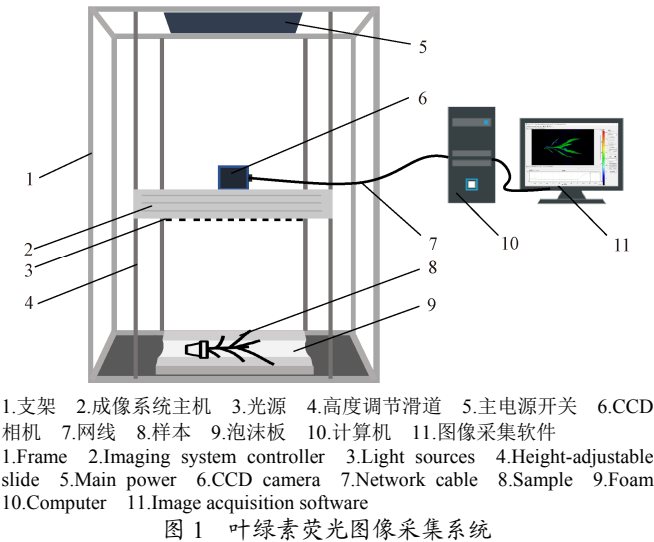 5
6
1
2
3
4
7
10
11
8
9
1.支架 2.成像系统主机 3.光源 4.高度调节滑道 5.主电源开关 6.CCD
相机 7.网线 8.样本 9.泡沫板 10.计算机 11.图像采集软件
1.Frame 2.Imaging system controller 3.Light sources 4.Height-adjustable
slide 5.Main power 6.CCD camera 7.Network cable 8.Sample 9.Foam
10.Computer 11.Image acquisition software
图 1 叶绿素荧光图像采集系统